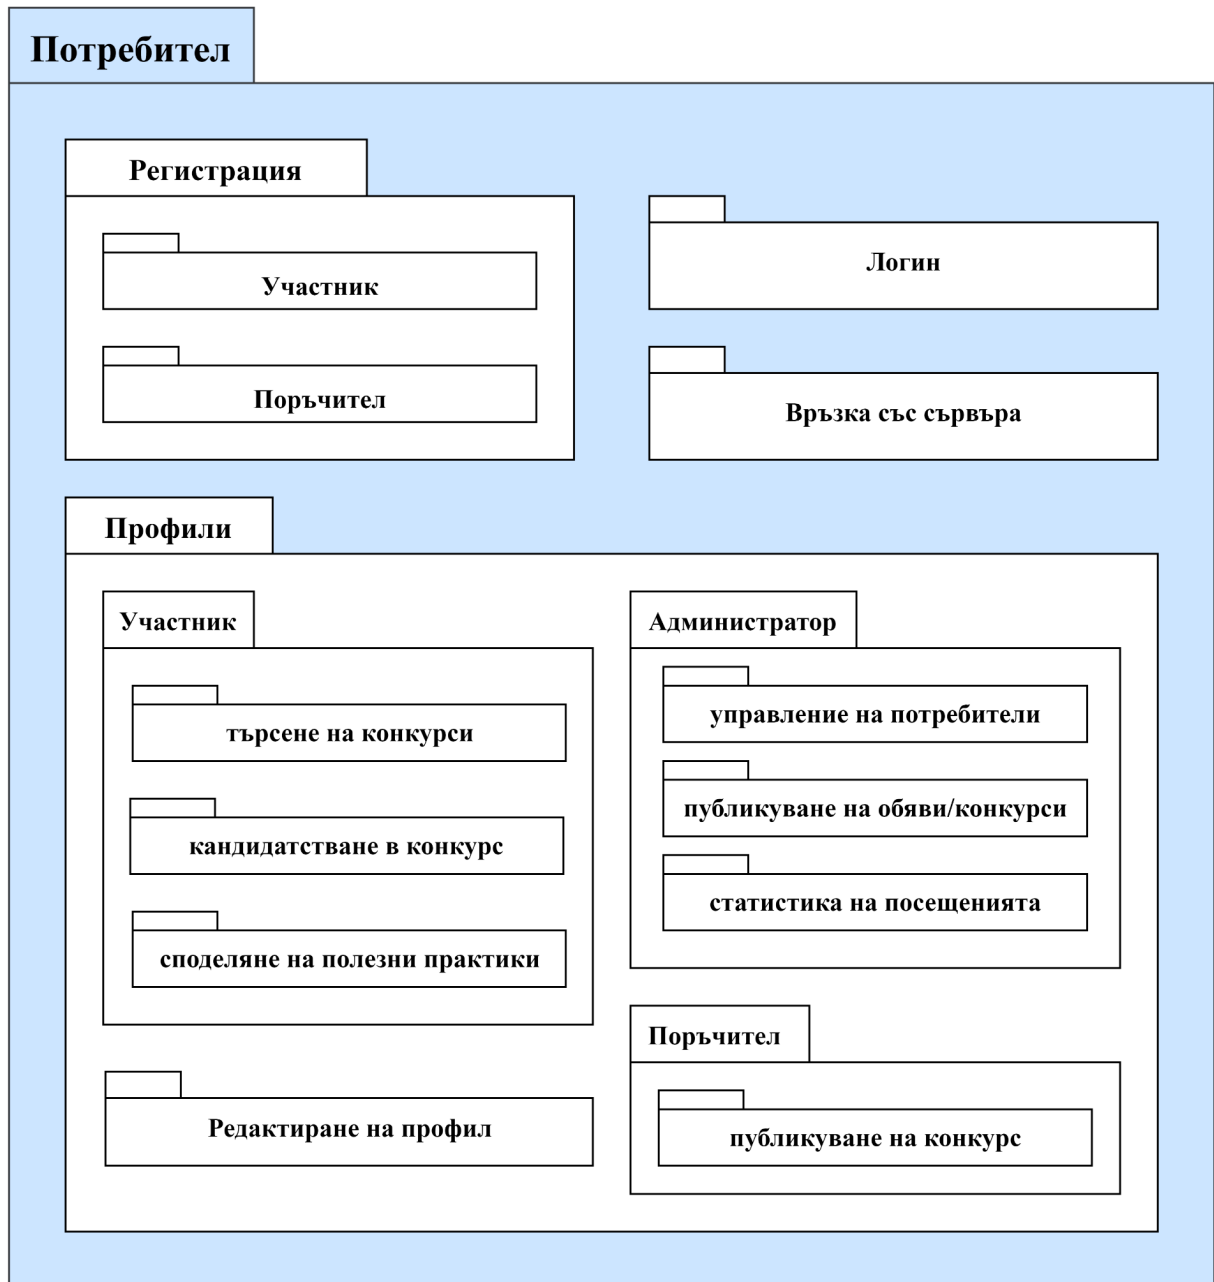 Потребител
Регистрация
Участник
Поръчител
Логин
Връзка със сървъра
Профили
Участник
търсене на конкурси
кандидатстване в конкурс
споделяне на полезни практики
Редактиране на профил
Администратор
управление на потребители
публикуване на обяви/конкурси
статистика на посещенията
Поръчител
публикуване на конкурс